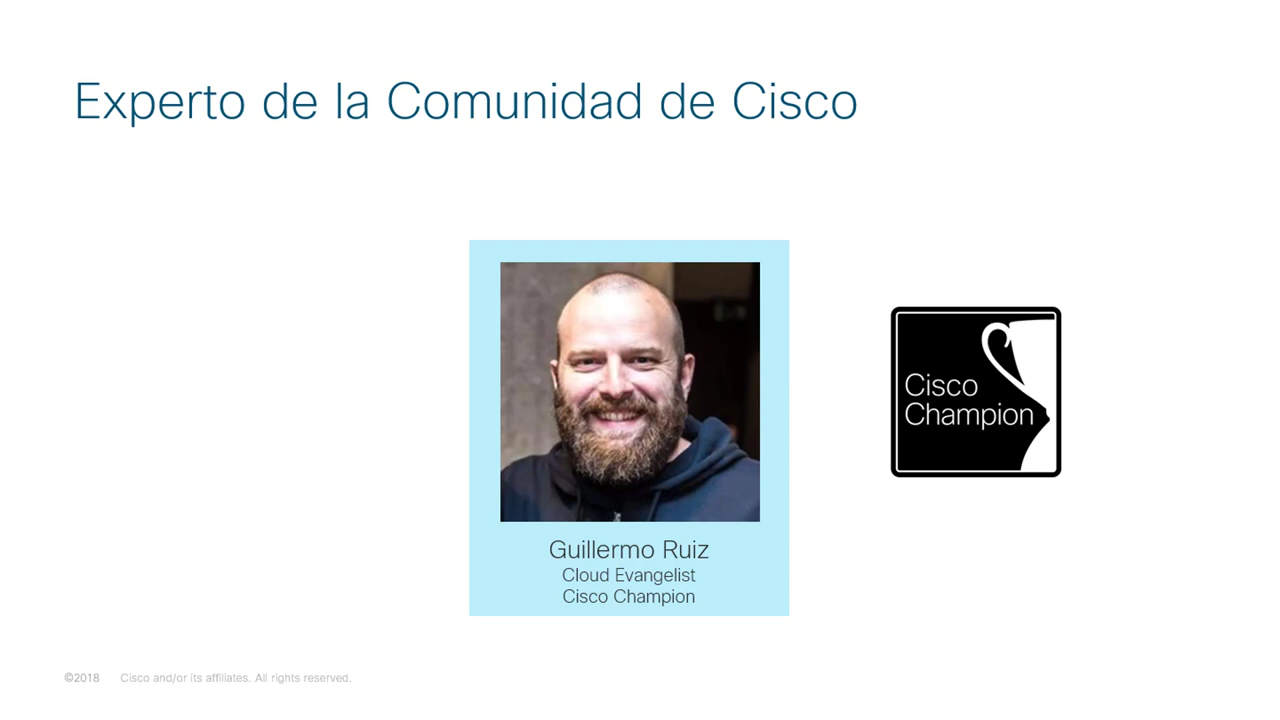 Experto de la Comunidad de Cisco
Cisco
Champion
Guillermo Ruiz
Cloud Evangelist
Cisco Champion
©2018 Cisco and/or its affiliates. All rights reserved.